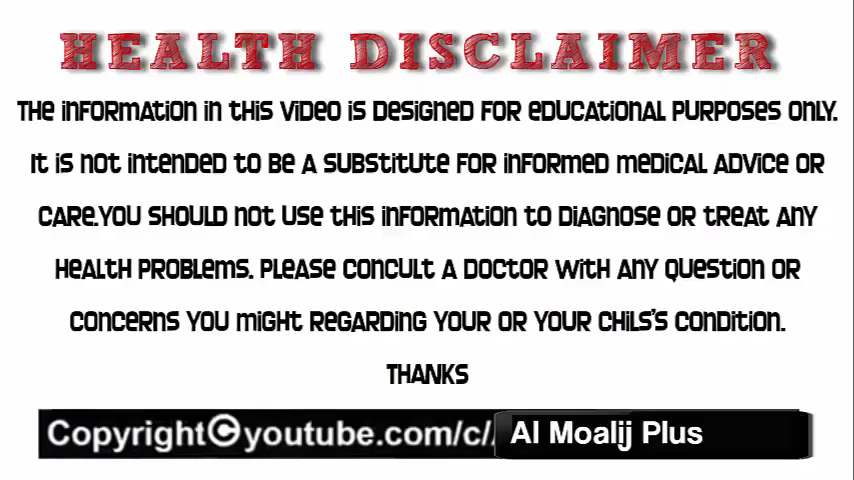 HEALTH DISCLAIMER
THE INFORMATION IN THIS VIDEO IS DESIGNED FOR EDUCATIONAL PURPOSES ONLY.
IT IS NOT INTENDED TO BE A SUBSTITUTE FOR INFORMED MEDICAL ADVICE OR
CARE.YOU SHOULD NOT USE THIS INFORMATION TO DIAGNOSE OR TREAT ANY
HEALTH PROBLEMS. PLEASE CONCULT A DOCTOR WITH ANY QUESTION OR
CONCERNS YOU MIGHT REGARDING YOUR OR YOUR CHILS'S CONDITION.
THANKS
Copyright©youtube.com/c/ Al Moalij Plus